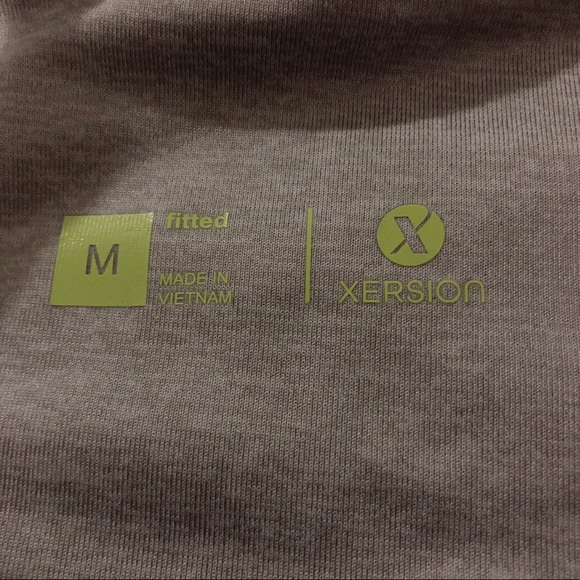 M
fitted
MADE IN
VIETNAM
X
XERSION